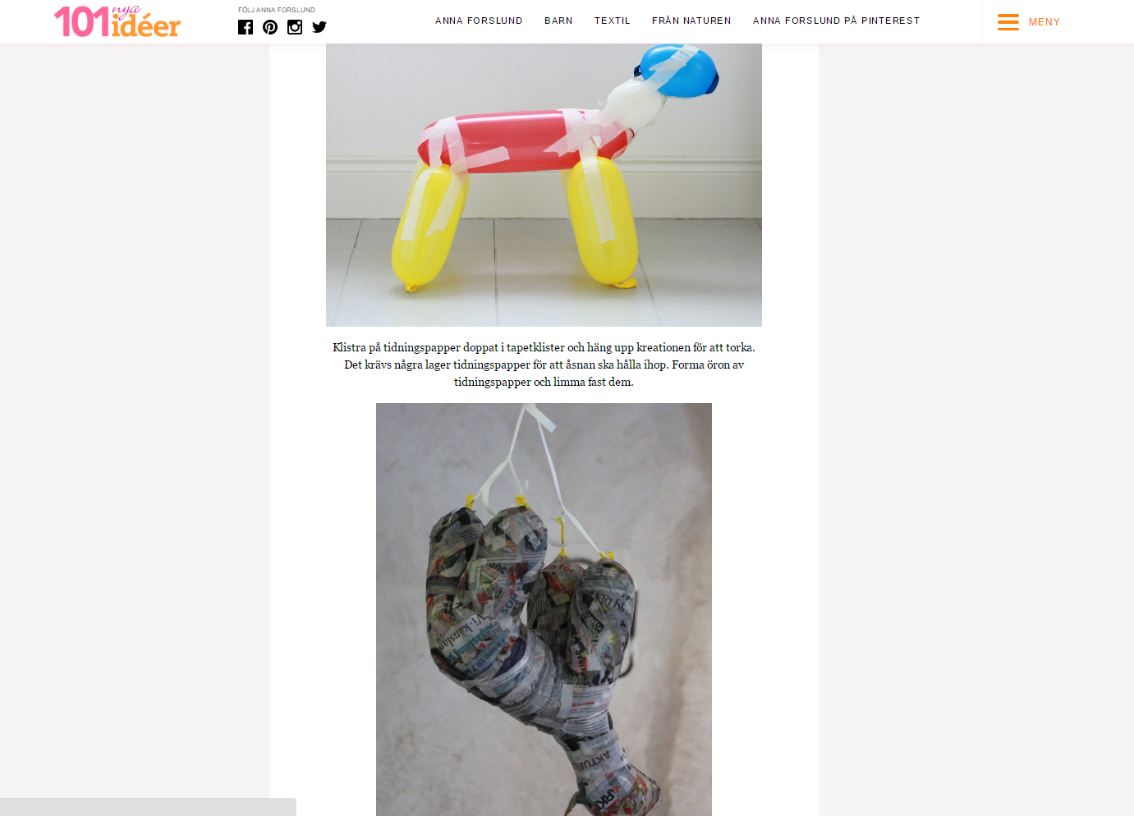 101 nya idéer
FÖLJ ANNA FORSLUND
ANNA FORSLUND BARN TEXTIL FRÅN NATUREN ANNA FORSLUND PÅ PINTEREST
MENY
Klistra på tidningspapper doppat i tapetklister och häng upp kreationen för att torka.
Det krävs några lager tidningspapper för att åsnan ska hålla ihop. Forma öron av
tidningspapper och limma fast dem.